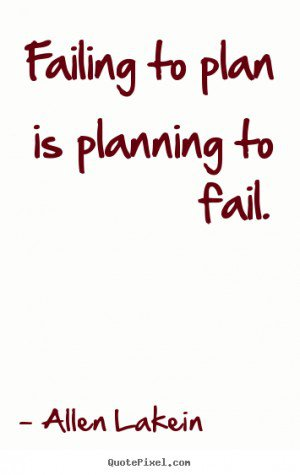 Failing to plan
is planning to
fail.
- Allen Lakein
QuotePixel.com